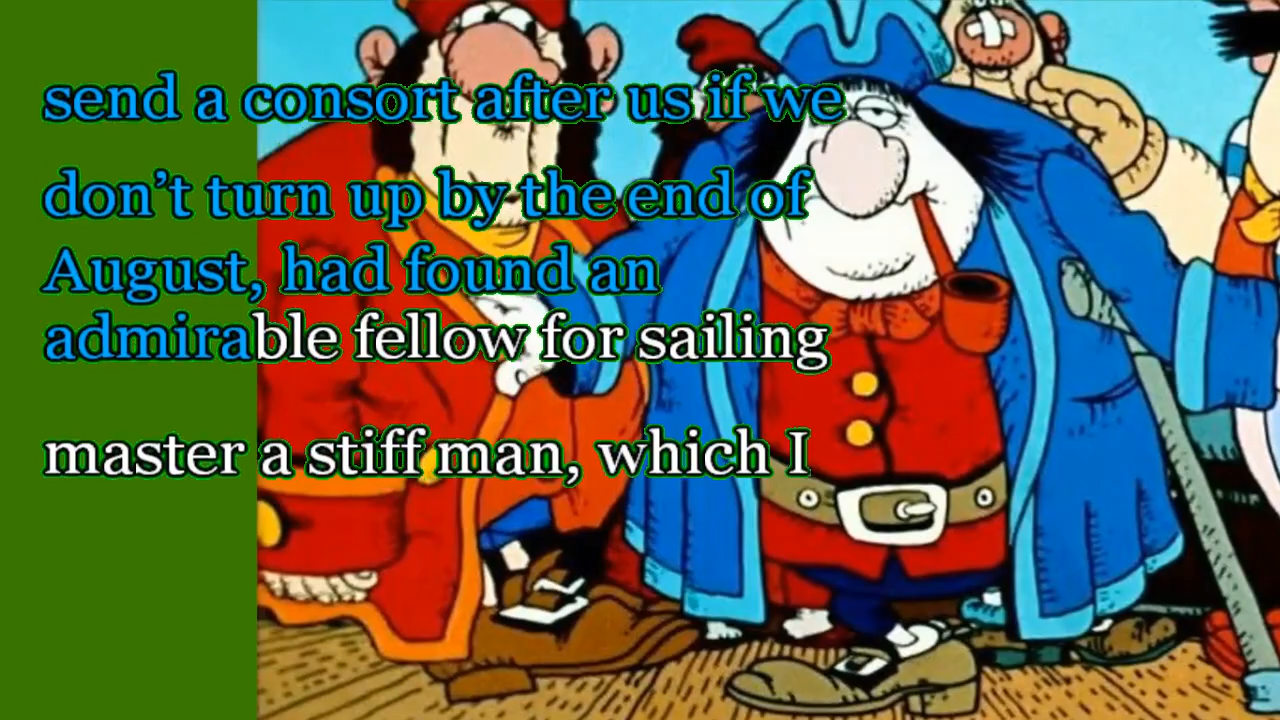 send a consort after us if we
don’t turn up by the end of
August, had found an
admirable fellow for sailing
master a stiff man, which I